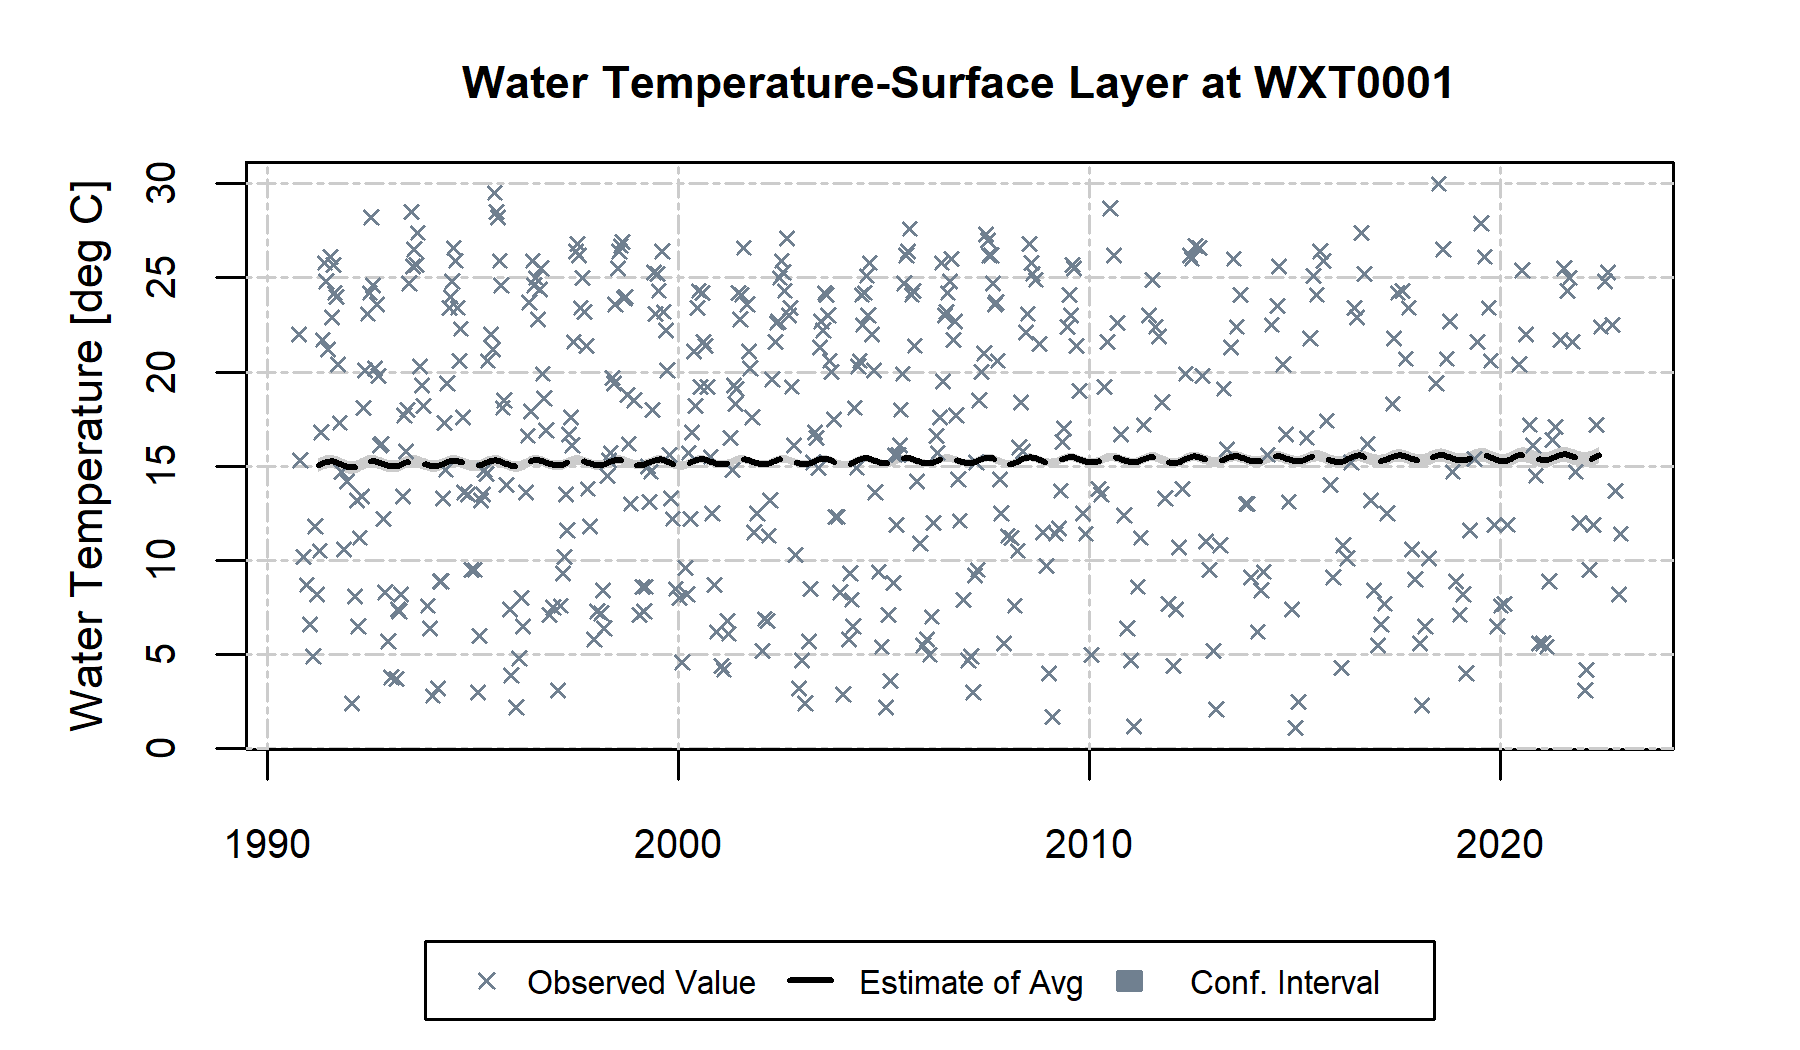 Water Temperature-Surface Layer at WXT0001
Water Temperature [deg C]
30
25
20
15
10
5
0
1990 2000 2010 2020
Observed Value Estimate of Avg Conf. Interval